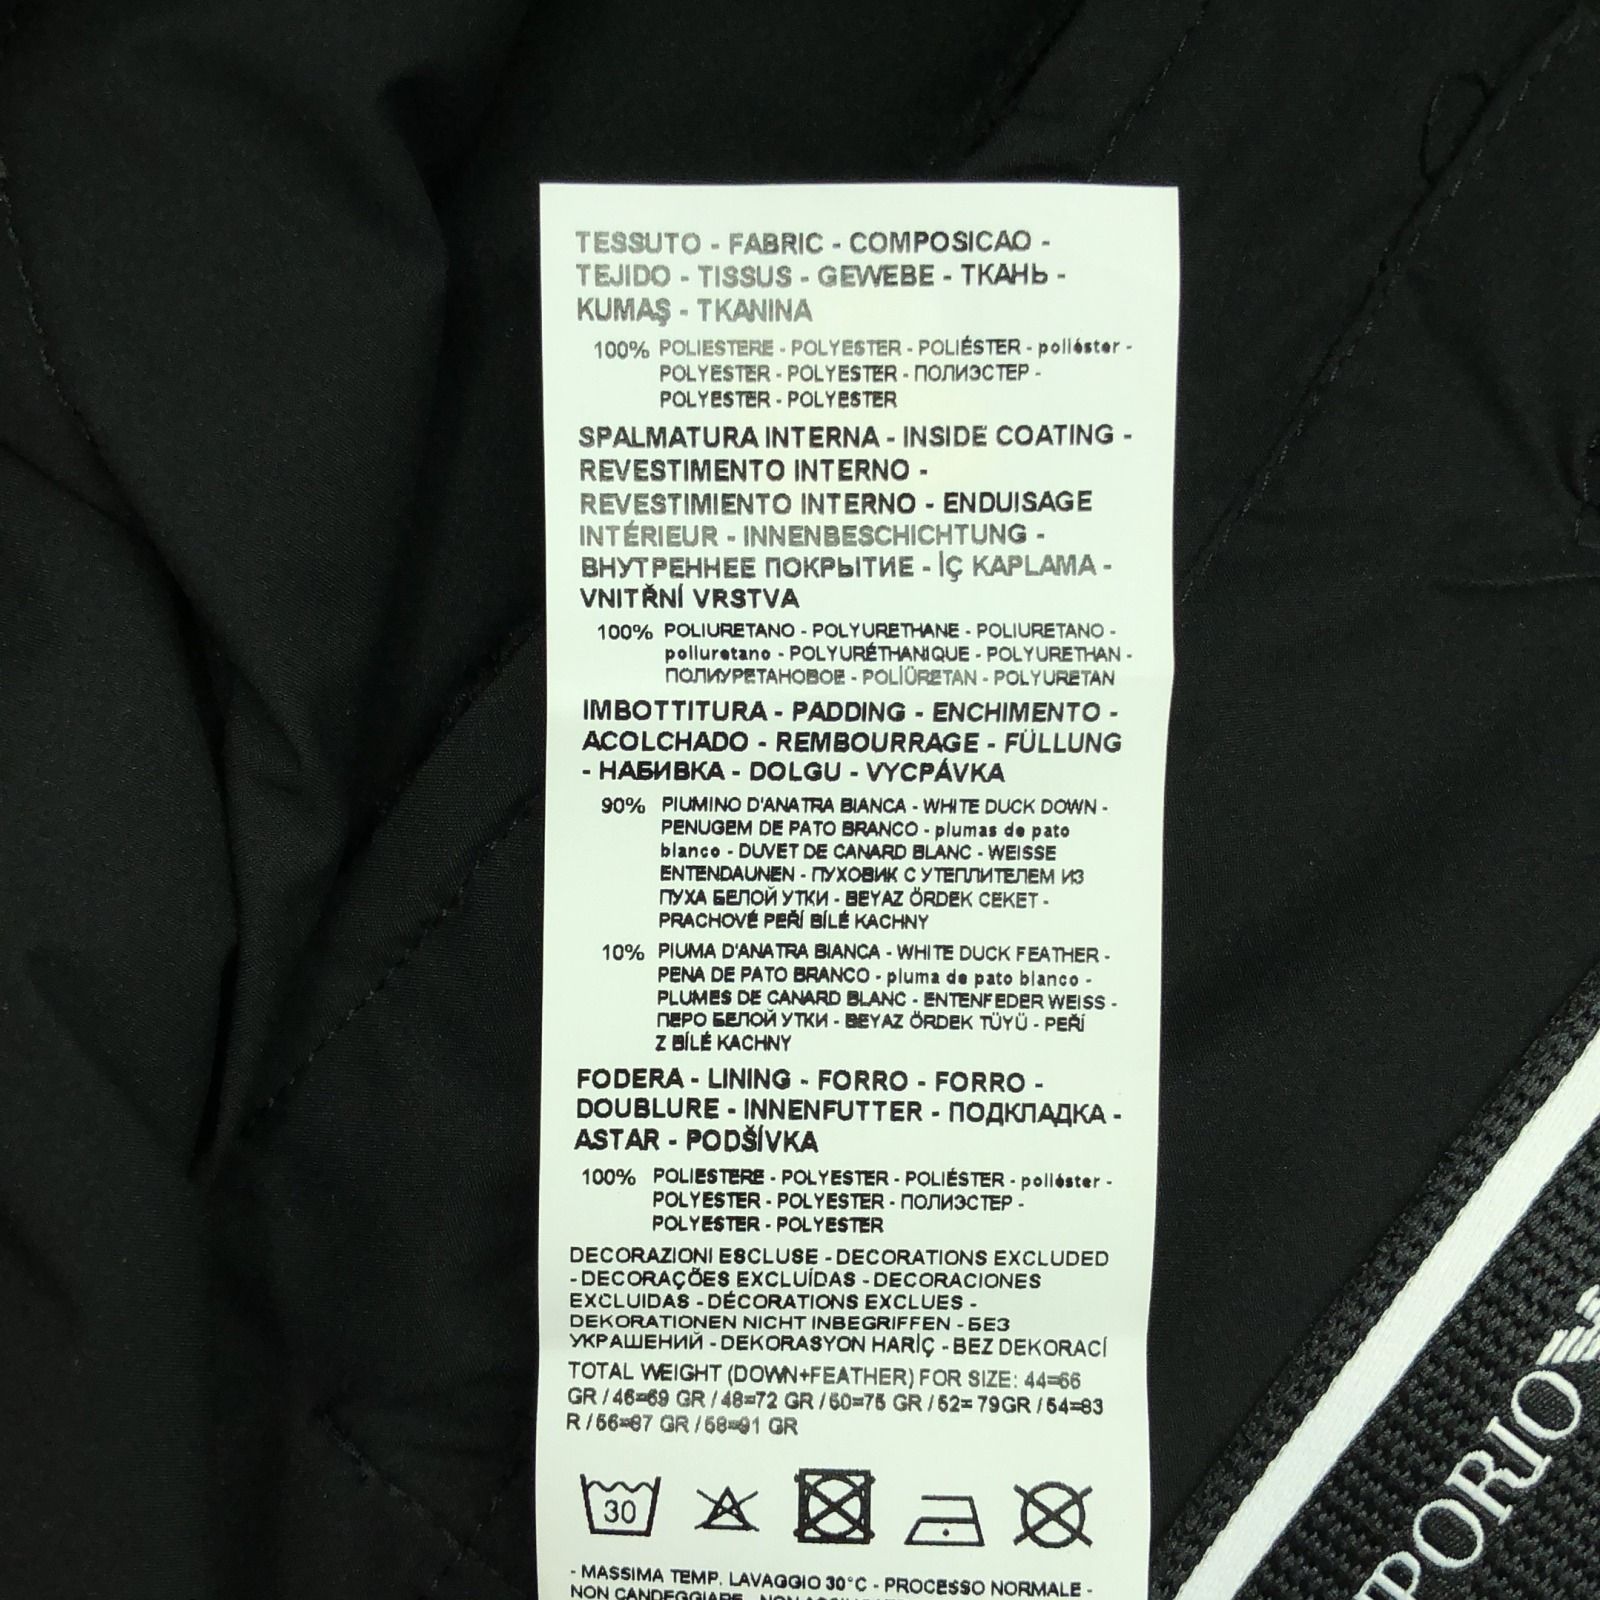 TESSUTO - FABRIC - COMPOSICAO -
TEJIDO - TISSUS - GEWEBE - ТКАНЬ -
KUMAŞ - TKANINA
100% POLIESTERE - POLYESTER - POLIÉSTER - poliéster -
POLYESTER - POLYESTER - ПОЛИЭСТЕР -
POLYESTER - POLYESTER
SPALMATURA INTERNA - INSIDE COATING -
REVESTIMENTO INTERNO -
REVESTIMIENTO INTERNO - ENDUISAGE
INTÉRIEUR - INNENBESCHICHTUNG -
ВНУТРЕННЕЕ ПОКРЫТИЕ - İÇ KAPLAMA -
VNITŘNÍ VRSTVA
100% POLIURETANO - POLYURETHANE - POLIURETANO -
poliuretano - POLYURÉTHANIQUE - POLYURETHAN -
ПОЛИУРЕТАНОВОЕ - POLİÜRETAN - POLYURETAN
IMBOTTITURA - PADDING - ENCHIMENTO -
ACOLCHADO - REMBOURRAGE - FÜLLUNG
- НАБИВКА - DOLGU - VYCPÁVKA
90% PIUMINO D'ANATRA BIANCA - WHITE DUCK DOWN -
PENUGEM DE PATO BRANCO - plumas de pato
blanco - DUVET DE CANARD BLANC - WEISSE
ENTENDAUNEN - ПУХОВИК С УТЕПЛИТЕЛЕМ ИЗ
ПУХА БЕЛОЙ УТКИ - BEYAZ ÖRDEK CEKET -
PRACHOVÉ PEŘÍ BÍLÉ KACHNY
10% PIUMA D'ANATRA BIANCA - WHITE DUCK FEATHER -
PENA DE PATO BRANCO - pluma de pato blanco -
PLUMES DE CANARD BLANC - ENTENFEDER WEISS -
ПЕРО БЕЛОЙ УТКИ - BEYAZ ÖRDEK TÜYÜ - PEŘÍ
Z BÍLÉ KACHNY
FODERA - LINING - FORRO - FORRO -
DOUBLURE - INNENFUTTER - ПОДКЛАДКА -
ASTAR - PODŠÍVKA
100% POLIESTERE - POLYESTER - POLIÉSTER - poliéster -
POLYESTER - POLYESTER - ПОЛИЭСТЕР -
POLYESTER - POLYESTER
DECORAZIONI ESCLUSE - DECORATIONS EXCLUDED
- DECORAÇÕES EXCLUÍDAS - DECORACIONES
EXCLUIDAS - DÉCORATIONS EXCLUES -
DEKORATIONEN NICHT INBEGRIFFEN - БЕЗ
УКРАШЕНИЙ - DEKORASYON HARİÇ - BEZ DEKORACÍ
TOTAL WEIGHT (DOWN+FEATHER) FOR SIZE: 44=66
GR / 46=69 GR / 48=72 GR / 50=75 GR / 52= 79GR / 54=83
R / 56=87 GR / 58=91 GR
30
- MASSIMA TEMP. LAVAGGIO 30°C - PROCESSO NORMALE -
NON CANDEGGIARE
PORIO